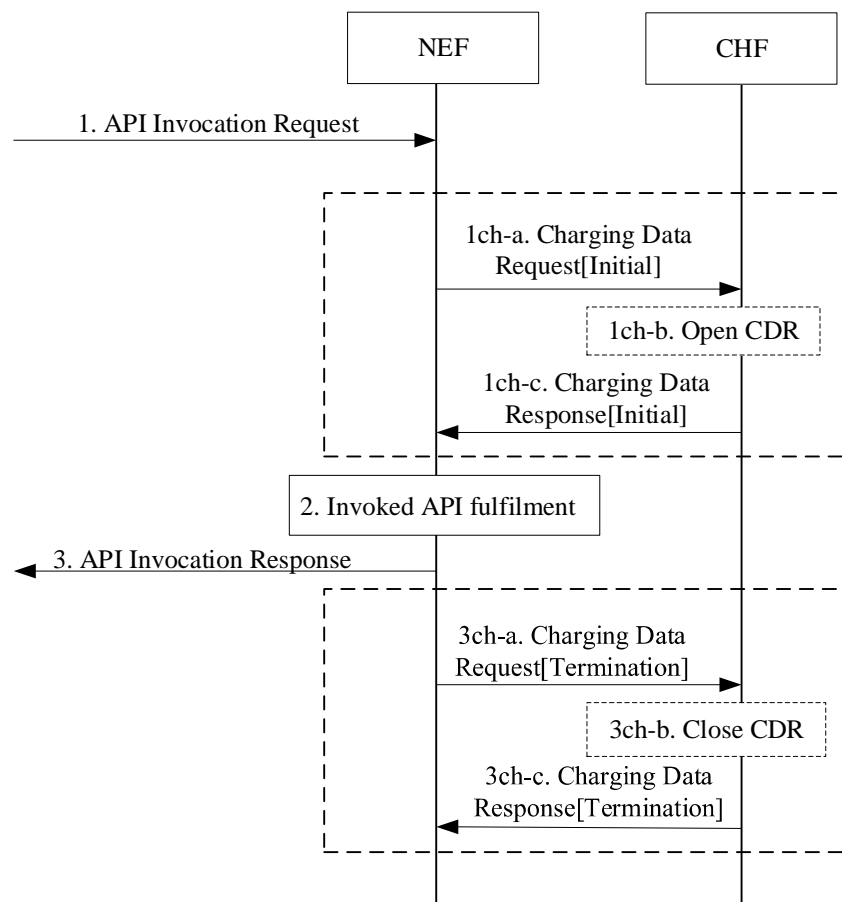 NEF
CHF
1. API Invocation Request
1ch-a. Charging Data
Request[Initial]
1ch-b. Open CDR
1ch-c. Charging Data
Response[Initial]
2. Invoked API fulfilment
3. API Invocation Response
3ch-a. Charging Data
Request[Termination]
3ch-b. Close CDR
3ch-c. Charging Data
Response[Termination]